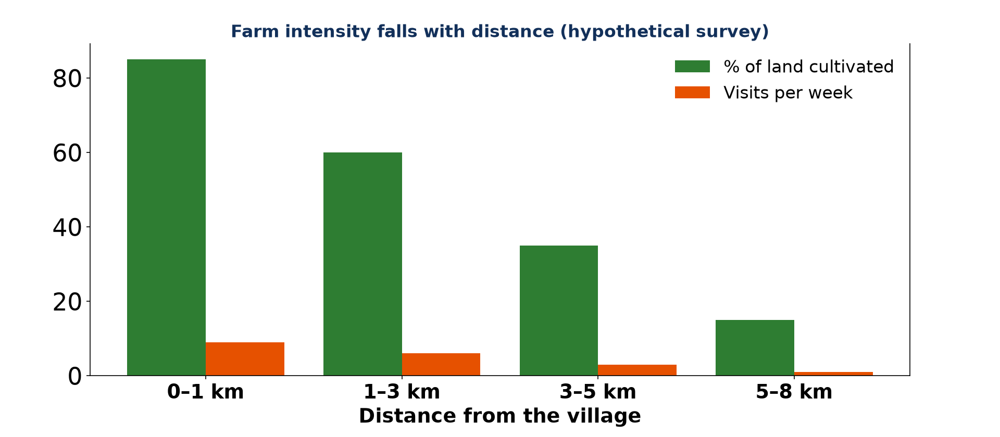 Farm intensity falls with distance (hypothetical survey)
% of land cultivated
Visits per week
80
60
40
20
0
0–1 km
1–3 km
3–5 km
5–8 km
Distance from the village